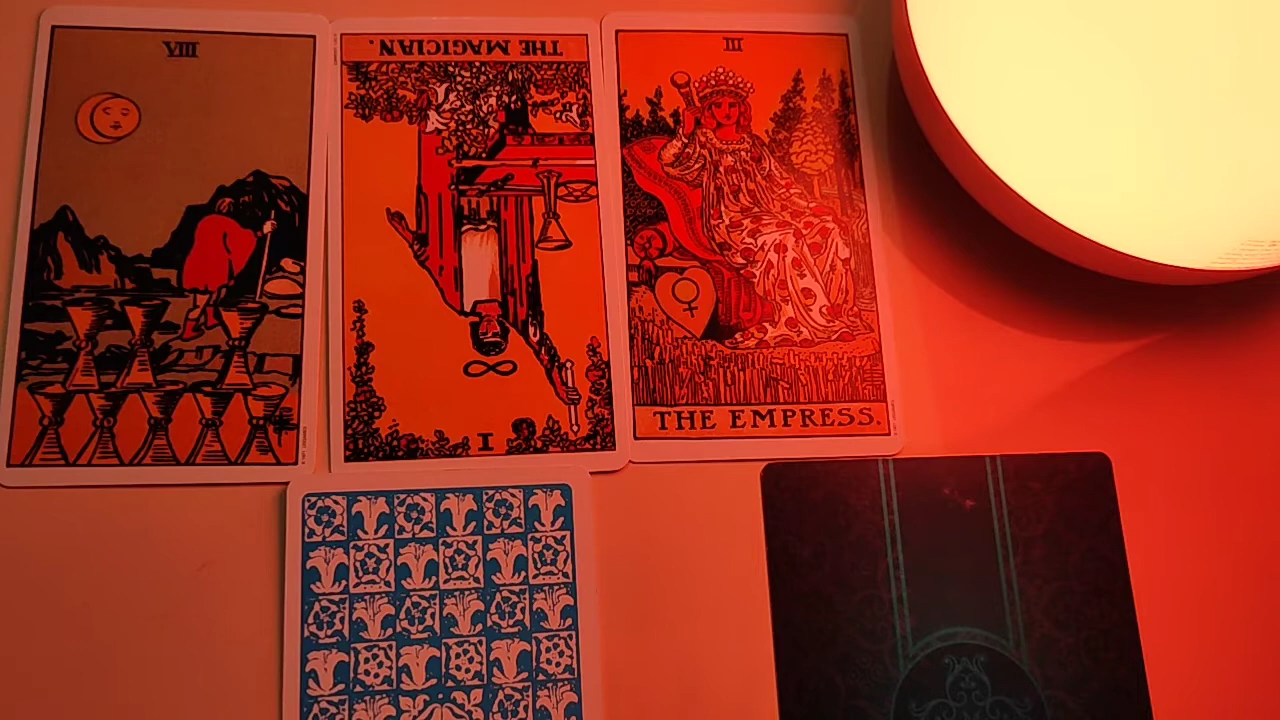 VIII
THE MAGICIAN.
I
III
THE EMPRESS.